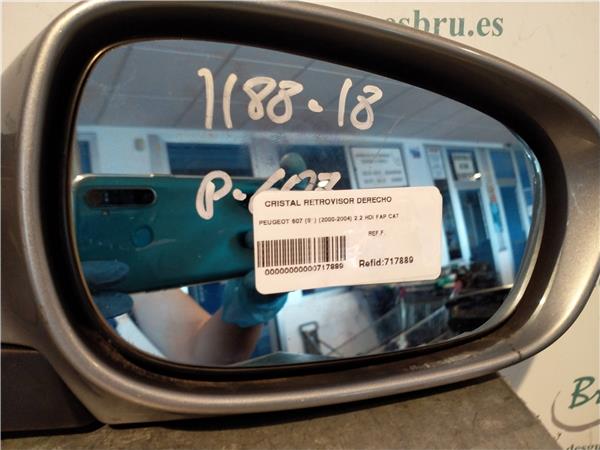 esbru.es
1188-18
P-607
CRISTAL RETROVISOR DERECHO
PEUGEOT 607 (S¨) (2000-2004) 2.2 HDI FAP CAT
REF.F.
00000000000717889
Refid:717889